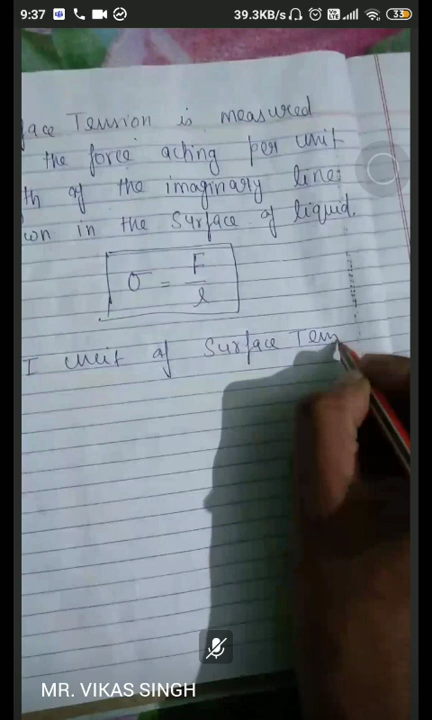 9:37
39.3KB/s
33
face Tension is measured
the force acting per unit
th of the imaginary line
wn in the Surface of liquid.
σ = F
l
I unit of Surface Ten
MR. VIKAS SINGH